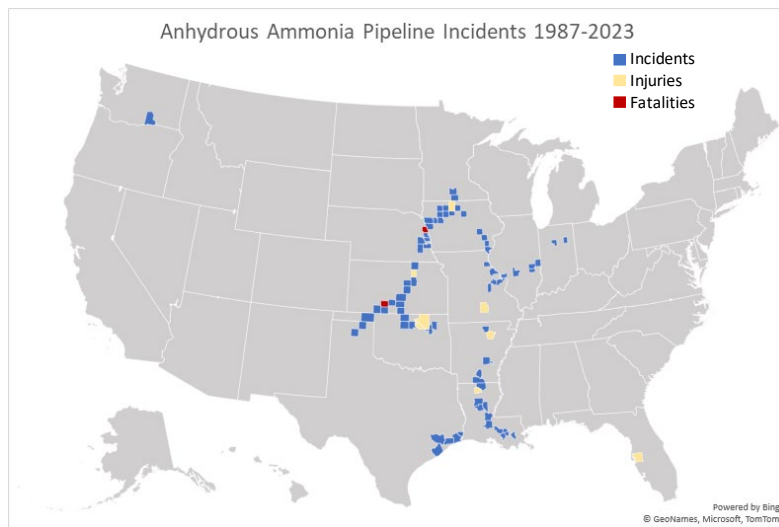 Anhydrous Ammonia Pipeline Incidents 1987-2023
Incidents
Injuries
Fatalities
Powered by Bing
© GeoNames, Microsoft, TomTom